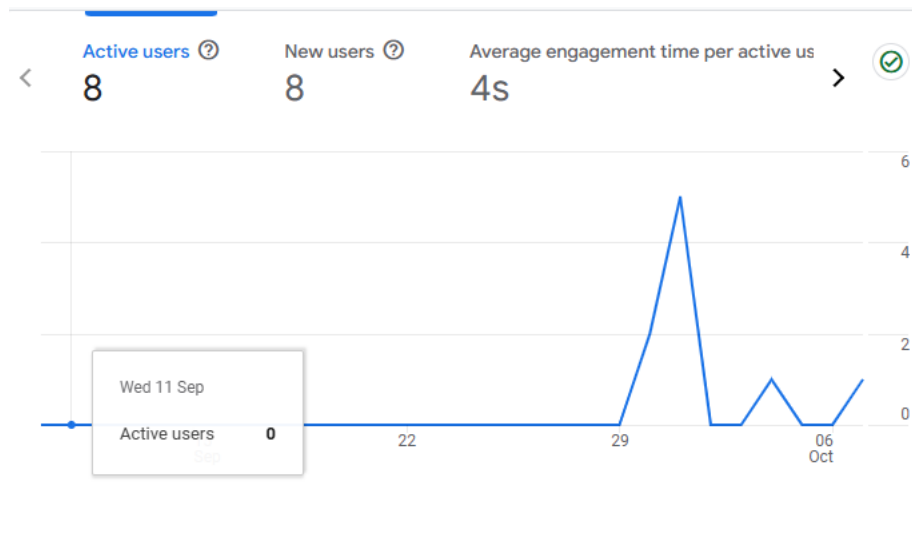 Active users
8
New users
8
Average engagement time per active us
4s
6
4
2
0
Wed 11 Sep
Active users 0
Sep
22
29
06
Oct